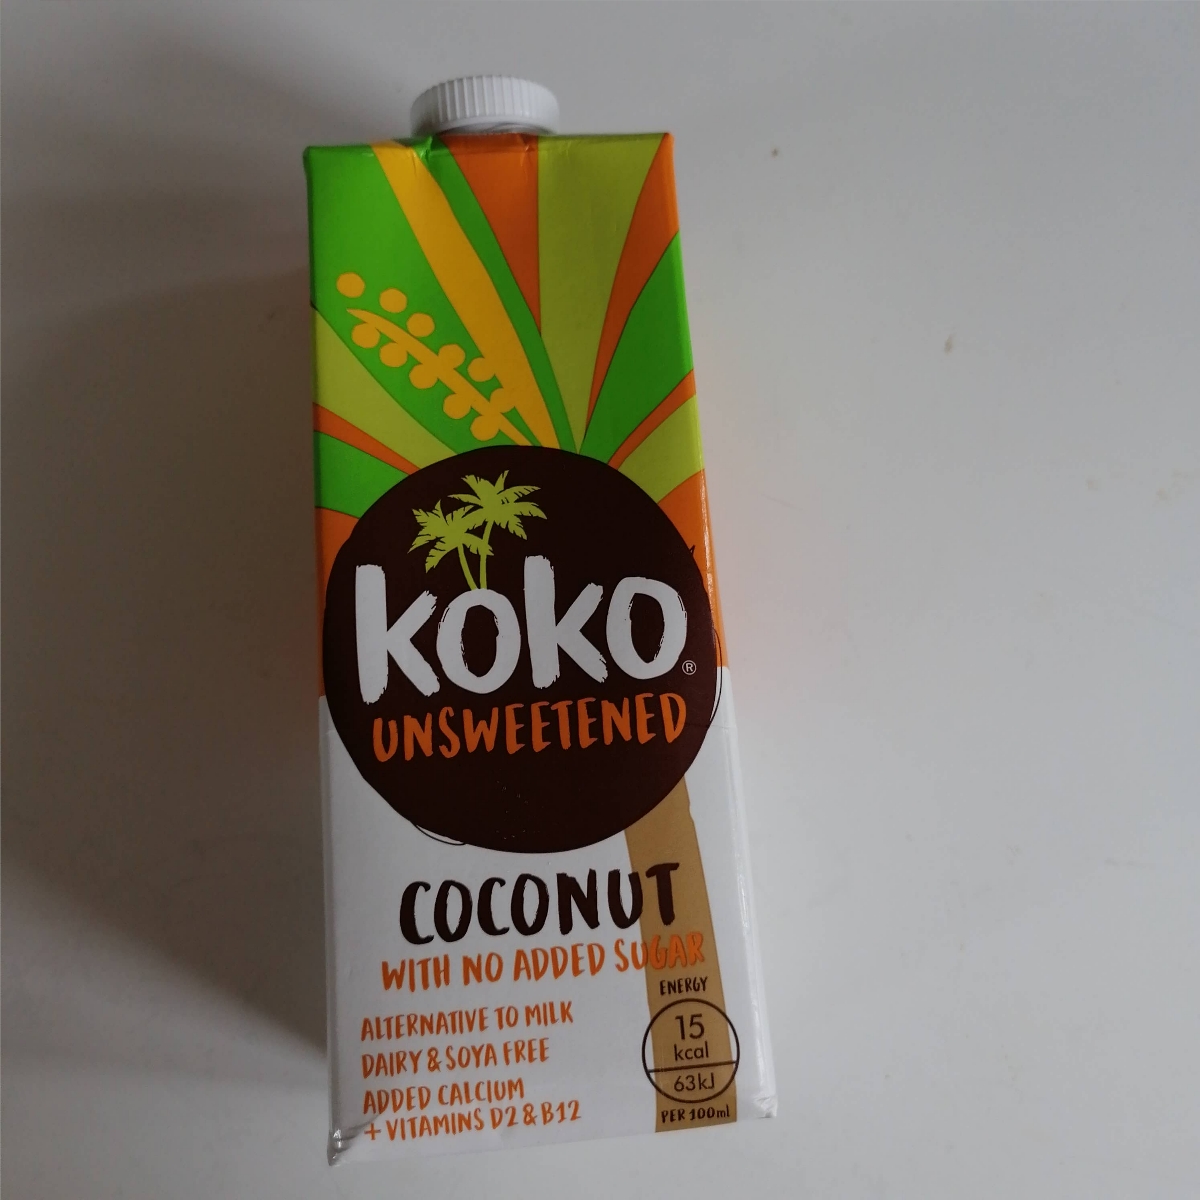 koko®
UNSWEETENED
COCONUT
WITH NO ADDED SUGAR
ALTERNATIVE TO MILK
DAIRY & SOYA FREE
ADDED CALCIUM
+ VITAMINS D2 & B12
ENERGY
15
kcal
63kJ
PER 100ml